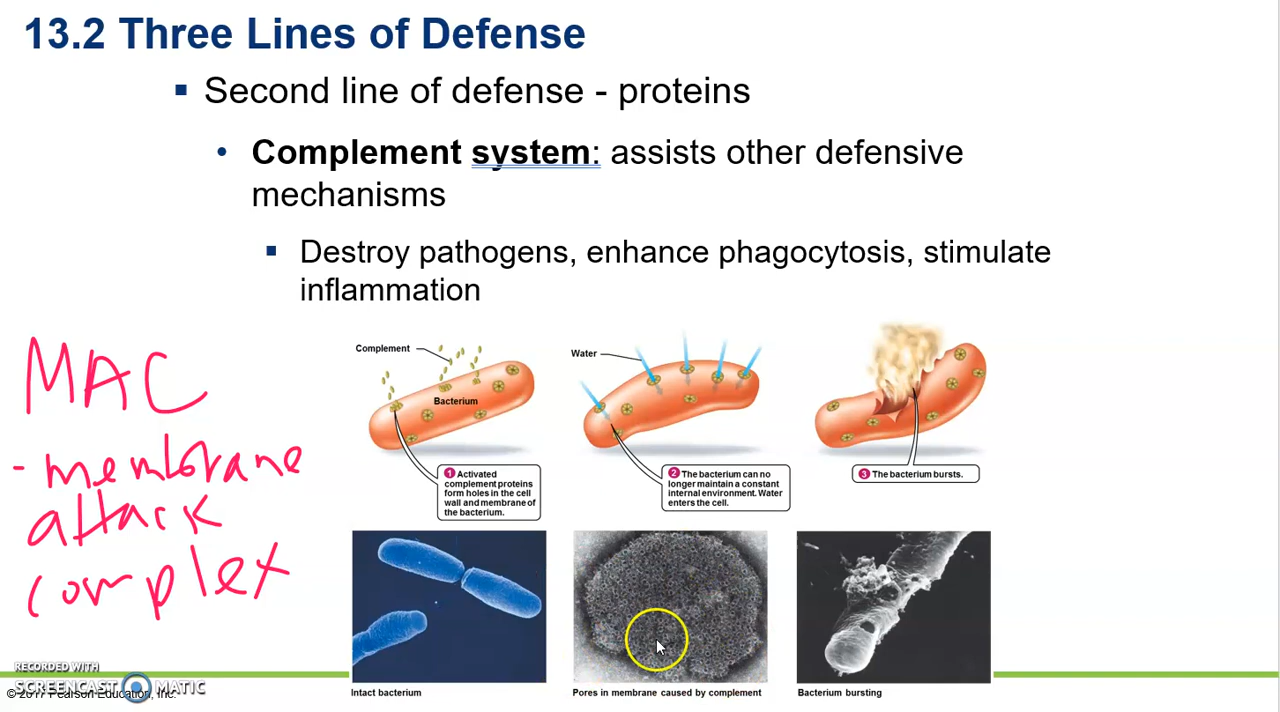 13.2 Three Lines of Defense
▪ Second line of defense - proteins
• Complement system: assists other defensive
mechanisms
▪ Destroy pathogens, enhance phagocytosis, stimulate
inflammation
MAC
- membrane
attack
complex
Complement
Bacterium
1 Activated
complement proteins
form holes in the cell
wall and membrane of
the bacterium.
Water
2 The bacterium can no
longer maintain a constant
internal environment. Water
enters the cell.
3 The bacterium bursts.
Intact bacterium
Pores in membrane caused by complement
Bacterium bursting
RECORDED WITH
SCREENCAST MATIC
© 2017 Pearson Education, Inc.